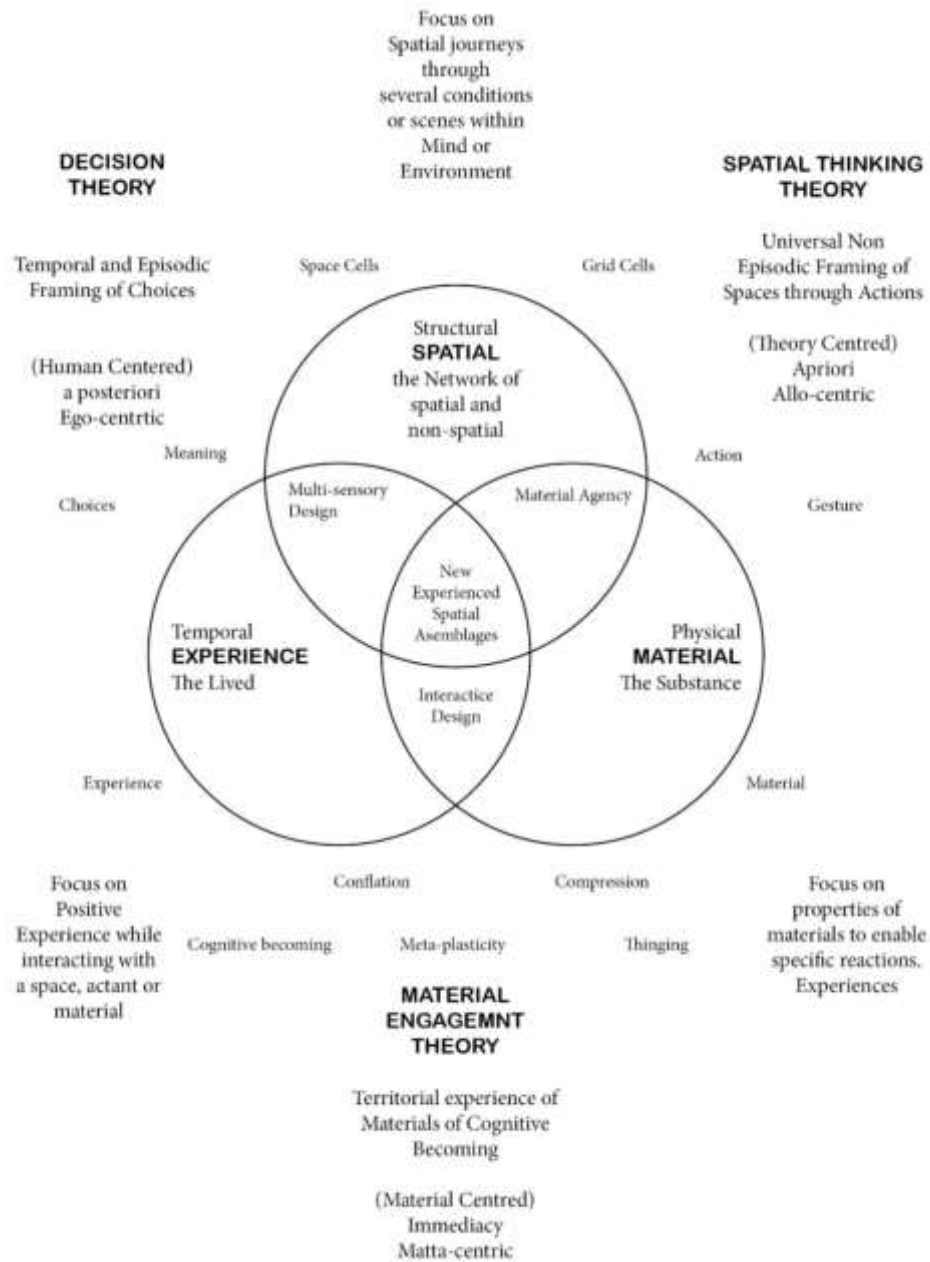 Focus on
Spatial journeys
through
several conditions
or scenes within
Mind or
Environment
DECISION
THEORY
SPATIAL THINKING
THEORY
Temporal and Episodic
Framing of Choices
Space Cells
Grid Cells
Universal Non
Episodic Framing of
Spaces through Actions
(Human Centered)
a posteriori
Ego-centrtic
Structural
SPATIAL
the Network of
spatial and
non-spatial
(Theory Centred)
Apriori
Allo-centric
Meaning
Action
Choices
Multi-sensory
Design
Material Agency
Gesture
New
Experienced
Spatial
Asemblages
Temporal
EXPERIENCE
The Lived
Physical
MATERIAL
The Substance
Interactice
Design
Experience
Material
Conflation
Compression
Focus on
Positive
Experience while
interacting with
a space, actant or
material
Cognitive becoming
Meta-plasticity
Thinging
Focus on
properties of
materials to enable
specific reactions.
Experiences
MATERIAL
ENGAGEMNT
THEORY
Territorial experience of
Materials of Cognitive
Becoming
(Material Centred)
Immediacy
Matta-centric